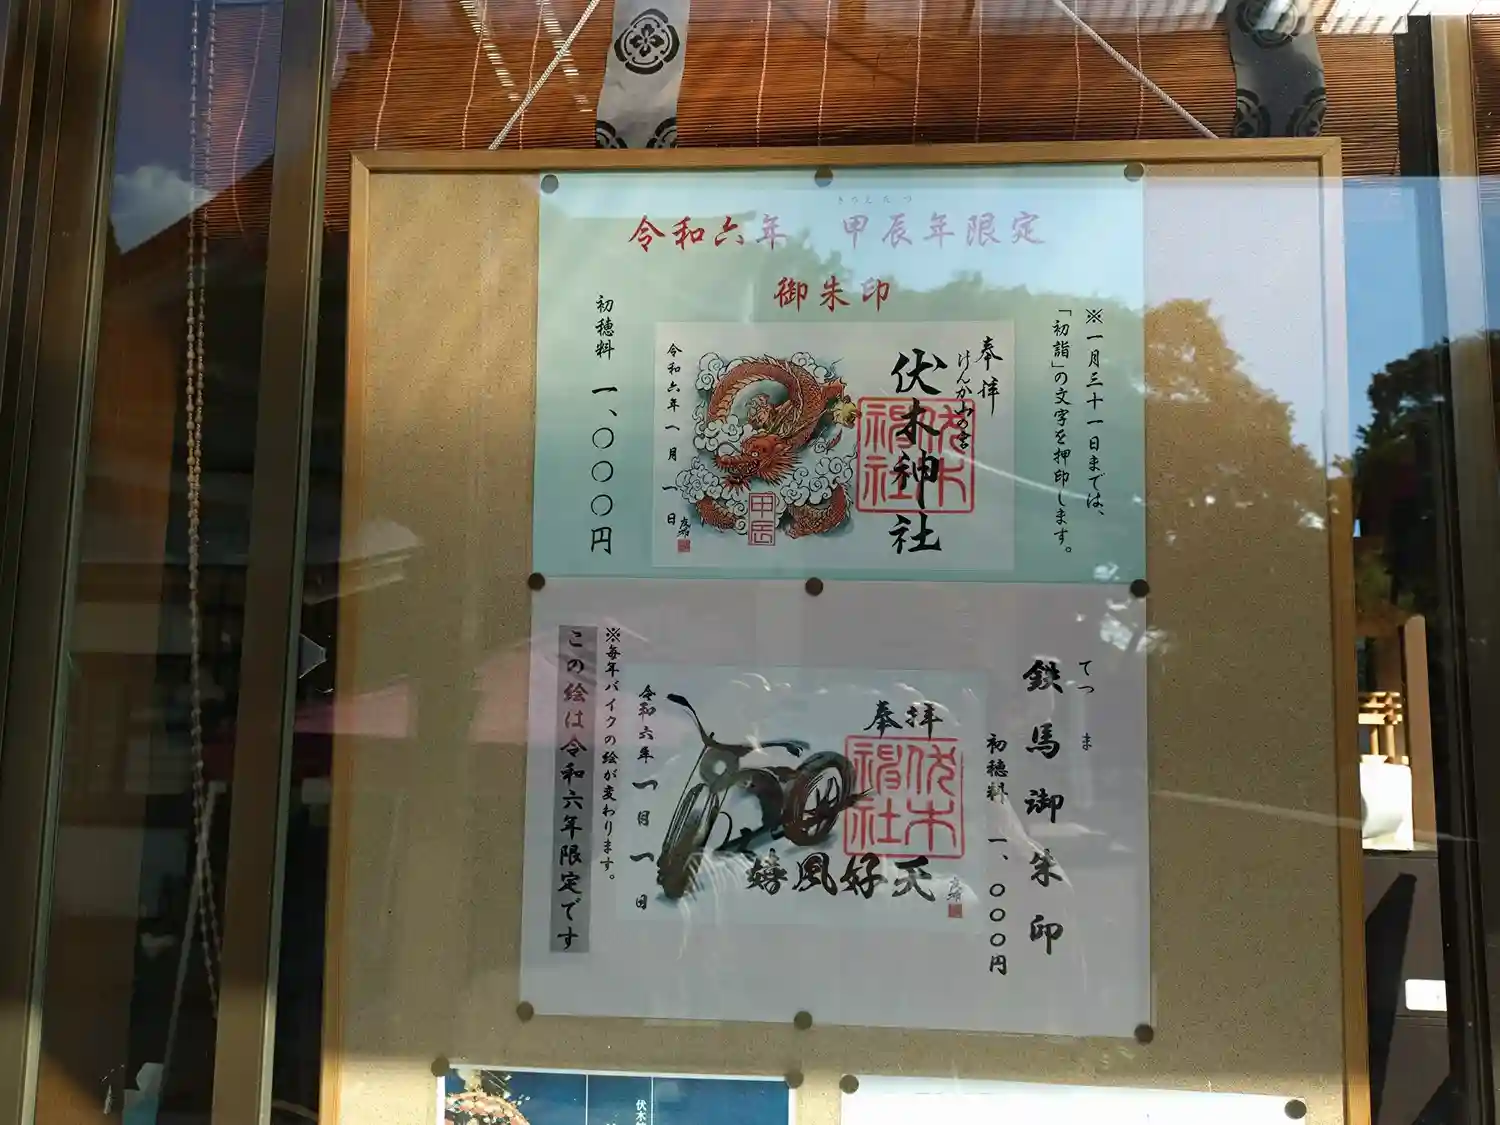 きのえたつ
令和六年 甲辰年限定
御朱印
※一月三十一日までは、
「初詣」の文字を押印します。
奉拝
けんか山の宮
伏木神社
伏木
神社
甲辰
令和六年一月一日
初穂料 一、〇〇〇円
てつま
鉄馬御朱印
初穂料 一、〇〇〇円
奉拝
伏木
神社
嬉風好天
令和六年一月一日
※毎年バイクの絵が変わります。
この絵は令和六年限定です
伏木